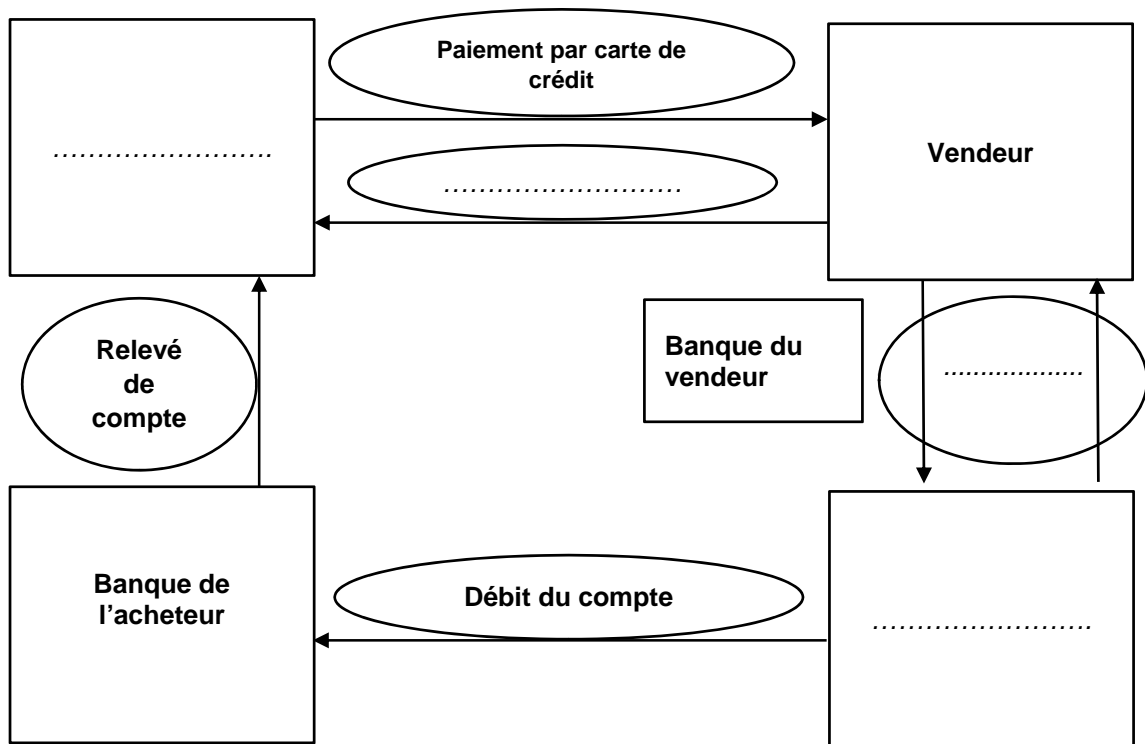 Paiement par carte de
crédit
..........................
Vendeur
............................
Relevé
de
compte
Banque du
vendeur
....................
Banque de
l’acheteur
Débit du compte
..........................